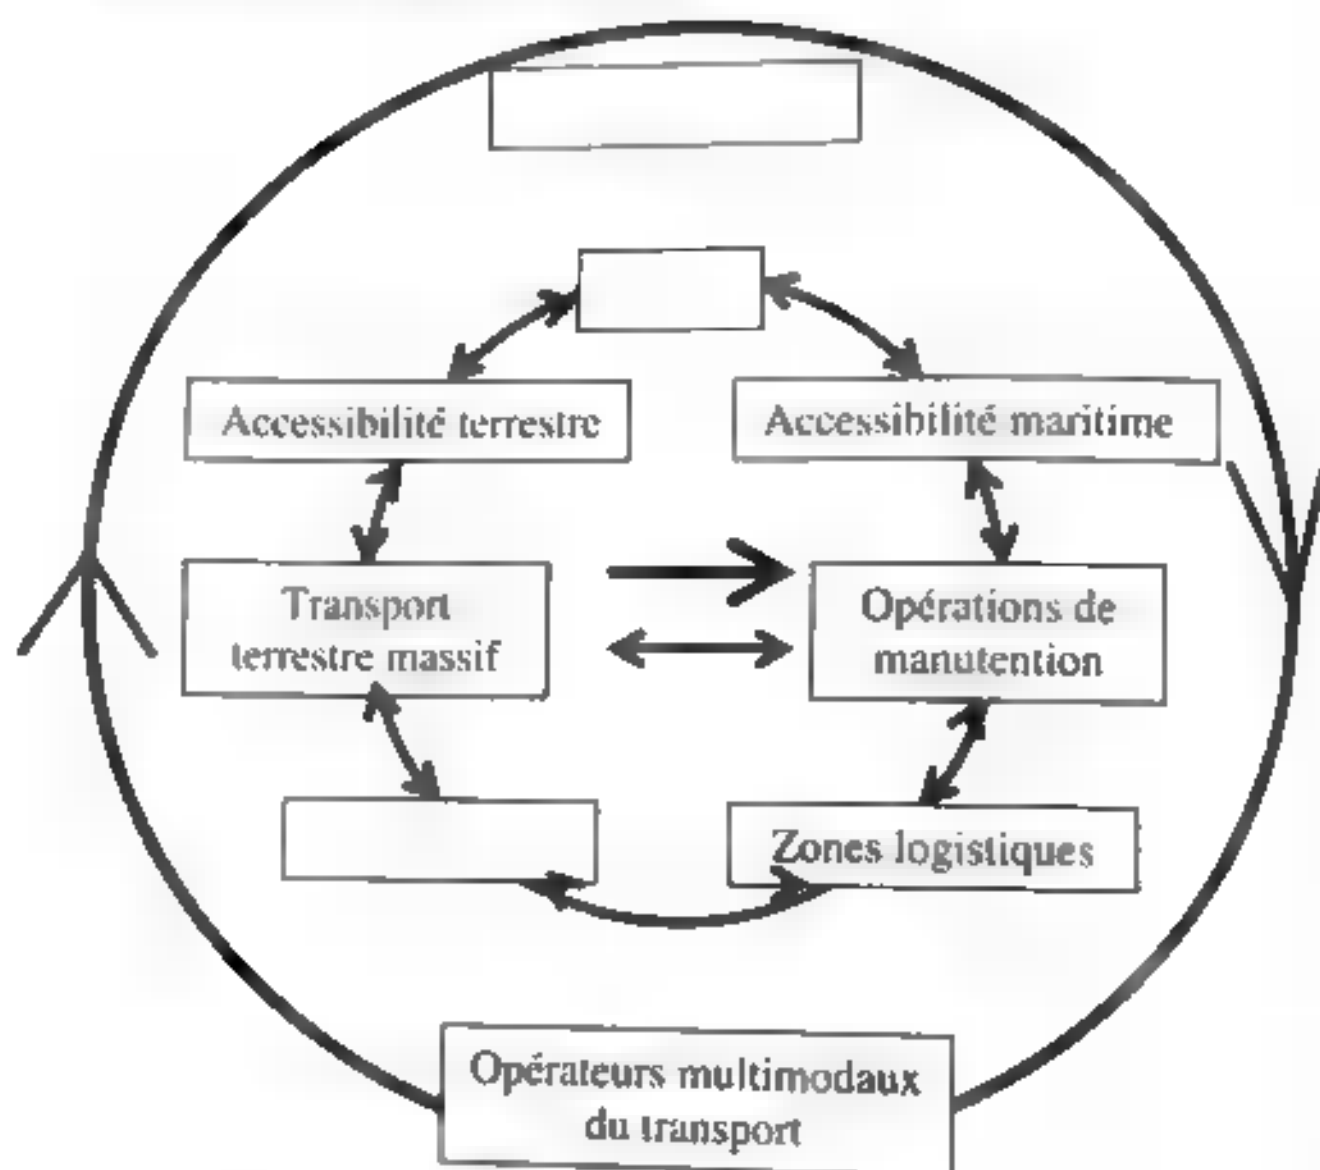 Accessibilité terrestre
Accessibilité maritime
Transport
terrestre massif
Opérations de
manutention
Zones logistiques
Opérateurs multimodaux
du transport